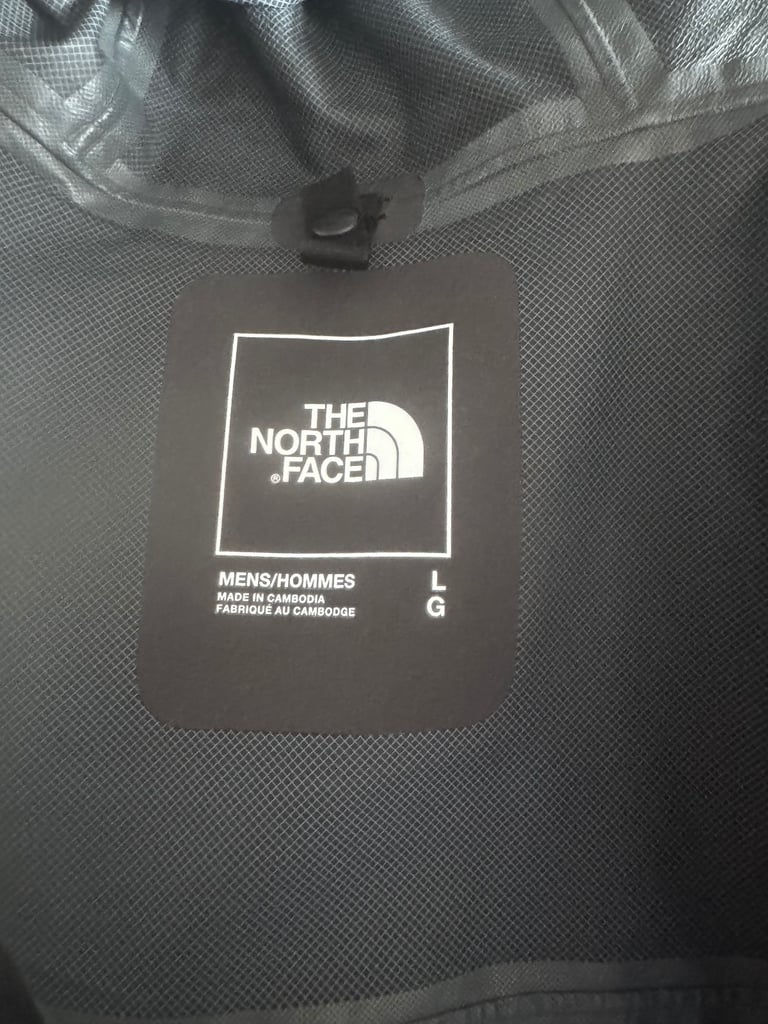 THE
NORTH
®FACE
MENS/HOMMES L
MADE IN CAMBODIA
FABRIQUÉ AU CAMBODGE G